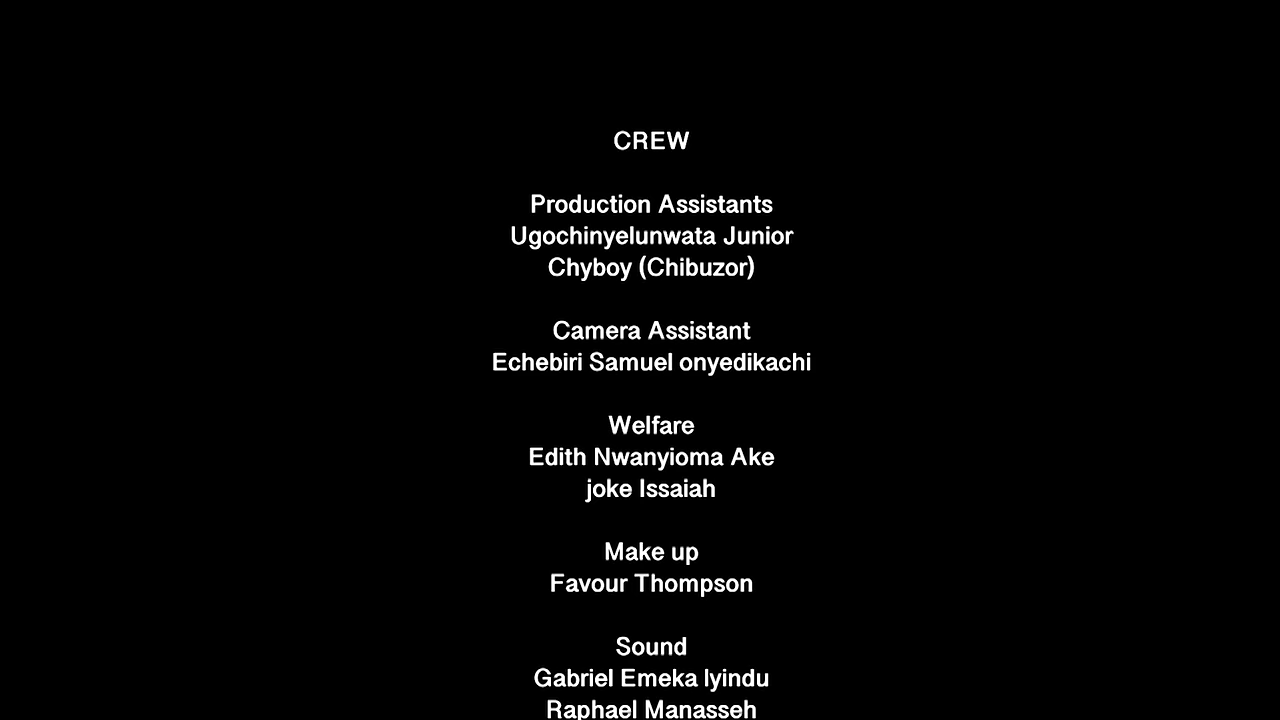 CREW
Production Assistants
Ugochinyelunwata Junior
Chyboy (Chibuzor)
Camera Assistant
Echebiri Samuel onyedikachi
Welfare
Edith Nwanyioma Ake
joke Issaiah
Make up
Favour Thompson
Sound
Gabriel Emeka Iyindu
Raphael Manasseh